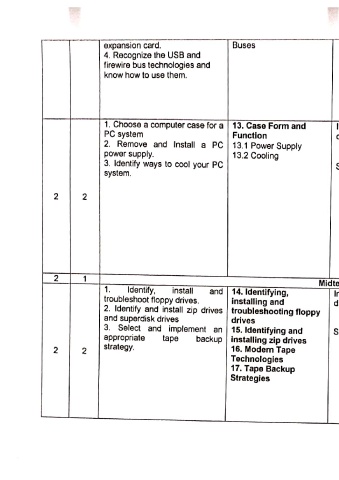 expansion card.
4. Recognize the USB and
firewire bus technologies and
know how to use them.
Buses
2
2
1. Choose a computer case for a
PC system
2. Remove and Install a PC
power supply.
3. Identify ways to cool your PC
system.
13. Case Form and
Function
13.1 Power Supply
13.2 Cooling
2
1
Midte
2
2
1. Identify, install and
troubleshoot floppy drives.
2. Identify and install zip drives
and superdisk drives
3. Select and implement an
appropriate tape backup
strategy.
14. Identifying,
installing and
troubleshooting floppy
drives
15. Identifying and
installing zip drives
16. Modern Tape
Technologies
17. Tape Backup
Strategies